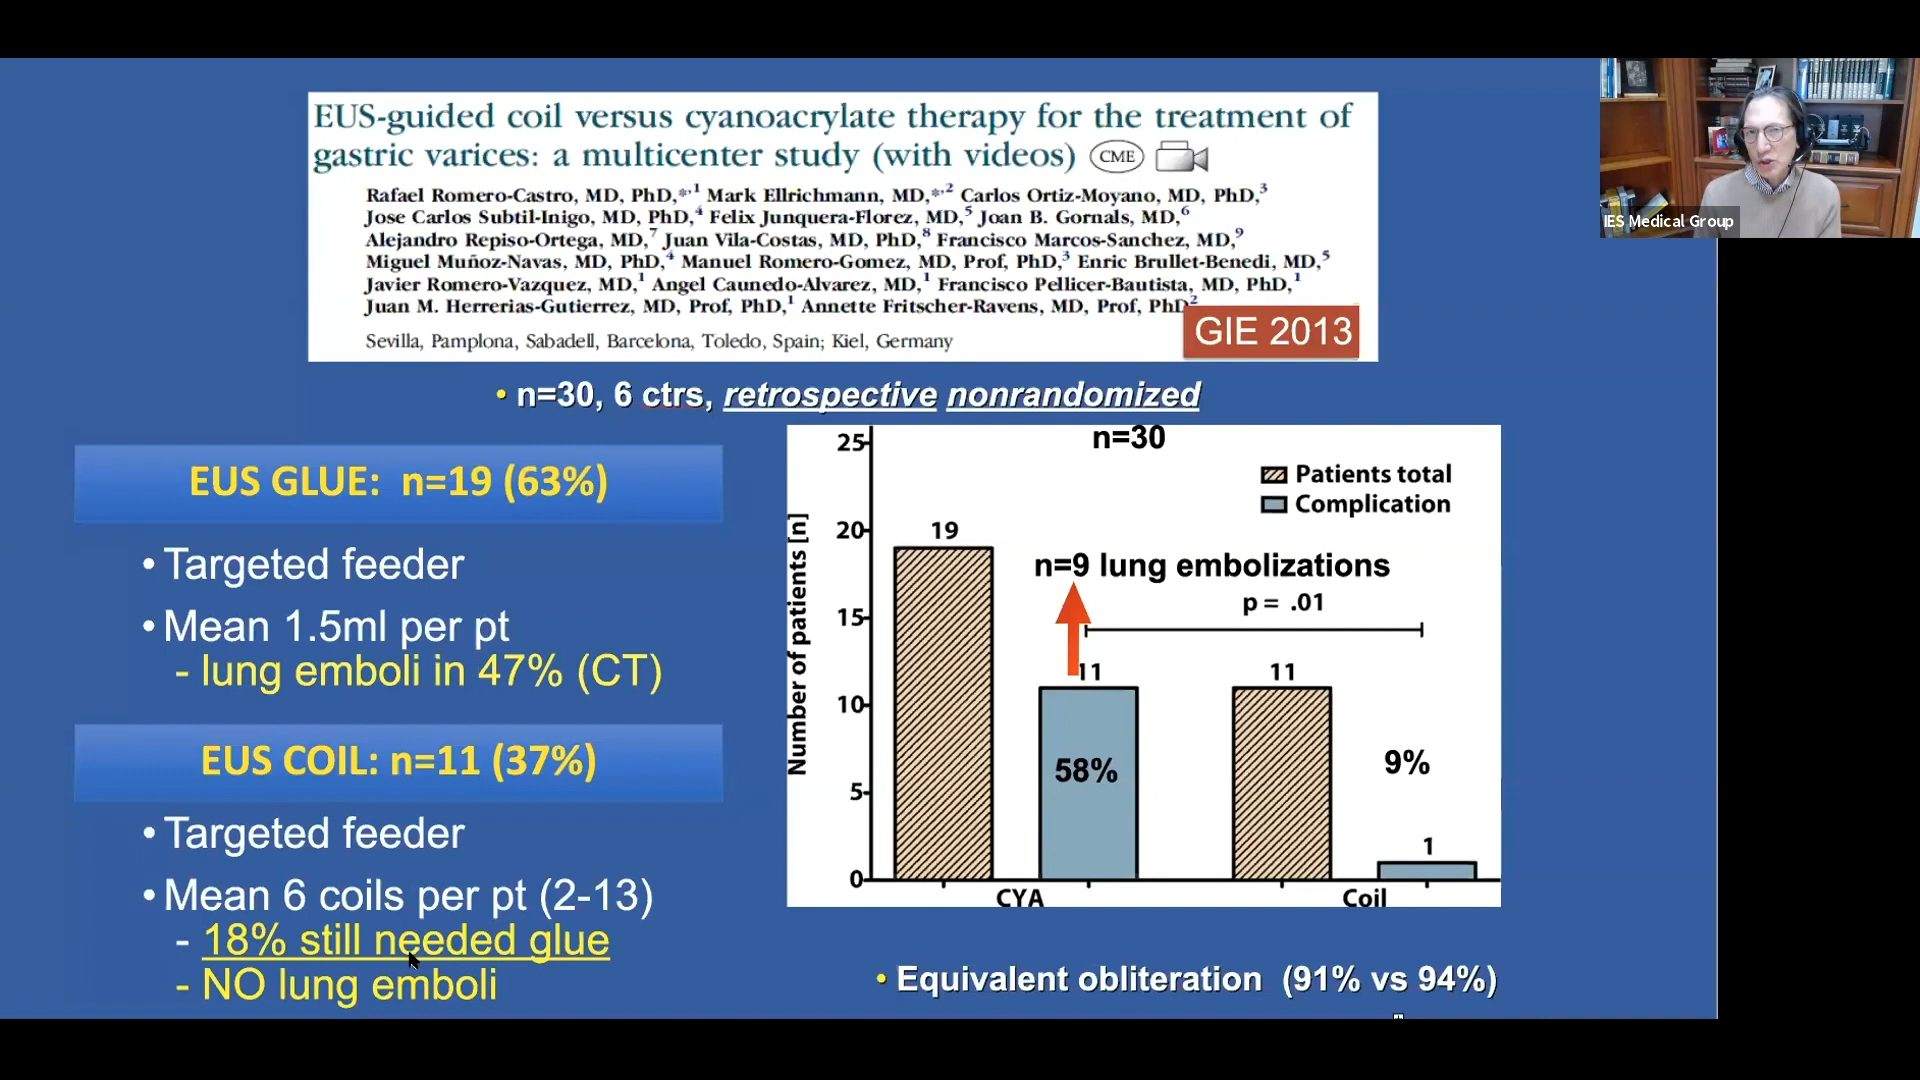 EUS-guided coil versus cyanoacrylate therapy for the treatment of
gastric varices: a multicenter study (with videos) CME
Rafael Romero-Castro, MD, PhD,*,1 Mark Ellrichmann, MD,*,2 Carlos Ortiz-Moyano, MD, PhD,3
Jose Carlos Subtil-Inigo, MD, PhD,4 Felix Junquera-Florez, MD,5 Joan B. Gornals, MD,6
Alejandro Repiso-Ortega, MD,7 Juan Vila-Costas, MD, PhD,8 Francisco Marcos-Sanchez, MD,9
Miguel Muñoz-Navas, MD, PhD,4 Manuel Romero-Gomez, MD, Prof, PhD,3 Enric Brullet-Benedi, MD,5
Javier Romero-Vazquez, MD,1 Angel Caunedo-Alvarez, MD,1 Francisco Pellicer-Bautista, MD, PhD,1
Juan M. Herrerias-Gutierrez, MD, Prof, PhD,1 Annette Fritscher-Ravens, MD, Prof, PhD2
Sevilla, Pamplona, Sabadell, Barcelona, Toledo, Spain; Kiel, Germany
GIE 2013
IES Medical Group
• n=30, 6 ctrs, retrospective nonrandomized
EUS GLUE: n=19 (63%)
• Targeted feeder
• Mean 1.5ml per pt
- lung emboli in 47% (CT)
EUS COIL: n=11 (37%)
• Targeted feeder
• Mean 6 coils per pt (2-13)
- 18% still needed glue
- NO lung emboli
n=30
Patients total
Complication
Number of patients [n]
25
20
15
10
5
0
19
n=9 lung embolizations
p = .01
11
11
58%
9%
1
CYA
Coil
• Equivalent obliteration (91% vs 94%)